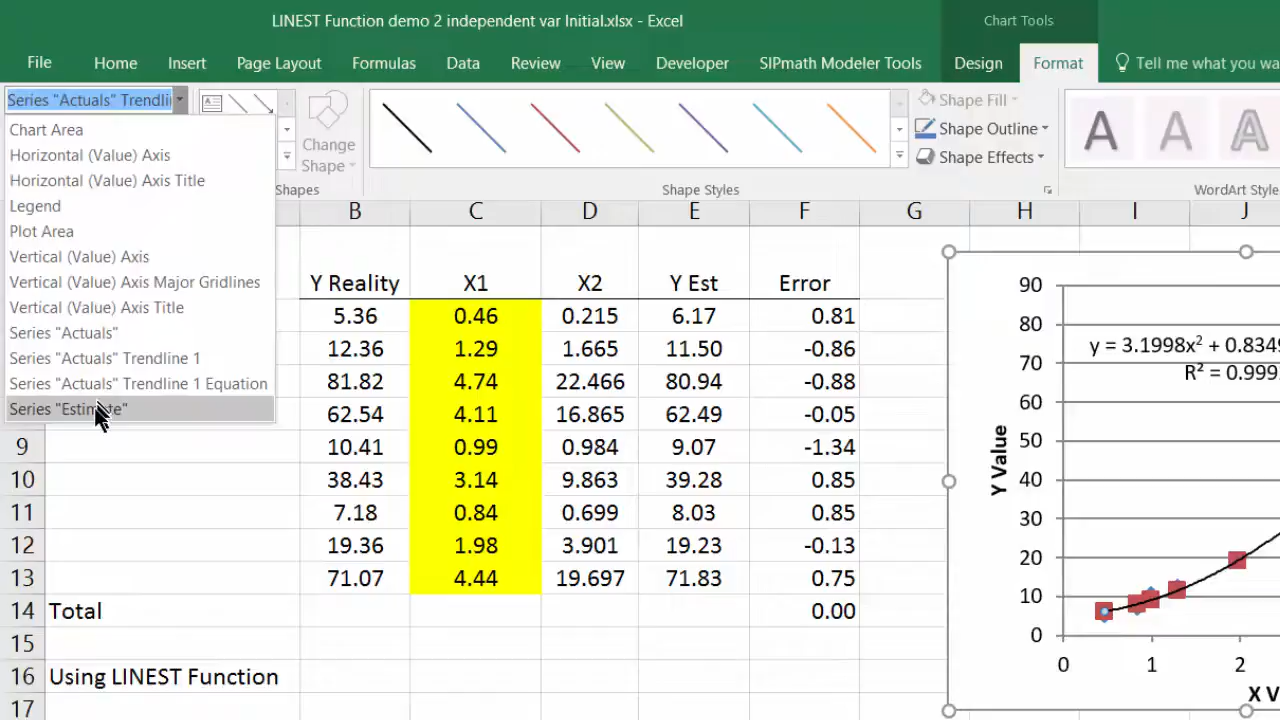 LINEST Function demo 2 independent var Initial.xlsx - Excel
Chart Tools
File Home Insert Page Layout Formulas Data Review View Developer SIPmath Modeler Tools Design Format Tell me what you wa
Series "Actuals" Trendli
Change
Shape
Shape Fill
Shape Outline
Shape Effects
A A A
Shapes
Shape Styles
WordArt Style
Chart Area
Horizontal (Value) Axis
Horizontal (Value) Axis Title
Legend
Plot Area
Vertical (Value) Axis
Vertical (Value) Axis Major Gridlines
Vertical (Value) Axis Title
Series "Actuals"
Series "Actuals" Trendline 1
Series "Actuals" Trendline 1 Equation
Series "Estimate"
B C D E F G H I J
Y Reality X1 X2 Y Est Error
5.36 0.46 0.215 6.17 0.81
12.36 1.29 1.665 11.50 -0.86
81.82 4.74 22.466 80.94 -0.88
62.54 4.11 16.865 62.49 -0.05
9 10.41 0.99 0.984 9.07 -1.34
10 38.43 3.14 9.863 39.28 0.85
11 7.18 0.84 0.699 8.03 0.85
12 19.36 1.98 3.901 19.23 -0.13
13 71.07 4.44 19.697 71.83 0.75
14 Total 0.00
15
16 Using LINEST Function
17
90
80
70
60
50
40
30
20
10
0
Y Value
y = 3.1998x² + 0.8349
R² = 0.999
0 1 2
X V